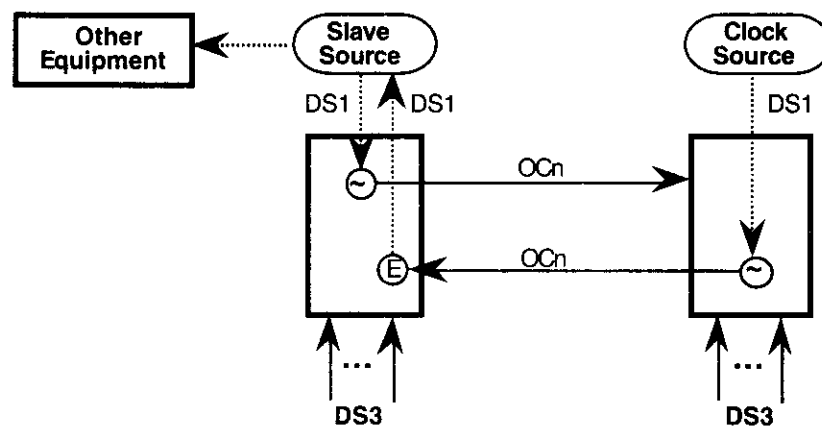 Other
Equipment
Slave
Source
Clock
Source
DS1
DS1
DS1
~
OCn
E
OCn
~
...
...
DS3
DS3